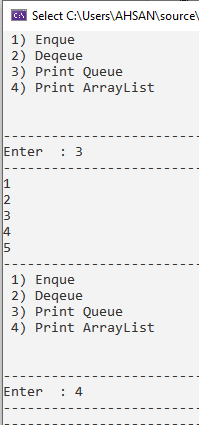 Select C:\Users\AHSAN\source\
1) Enque
2) Deqeue
3) Print Queue
4) Print ArrayList
--------------------------
Enter  : 3
--------------------------
1
2
3
4
5
--------------------------
1) Enque
2) Deqeue
3) Print Queue
4) Print ArrayList
--------------------------
Enter  : 4
--------------------------
--------------------------